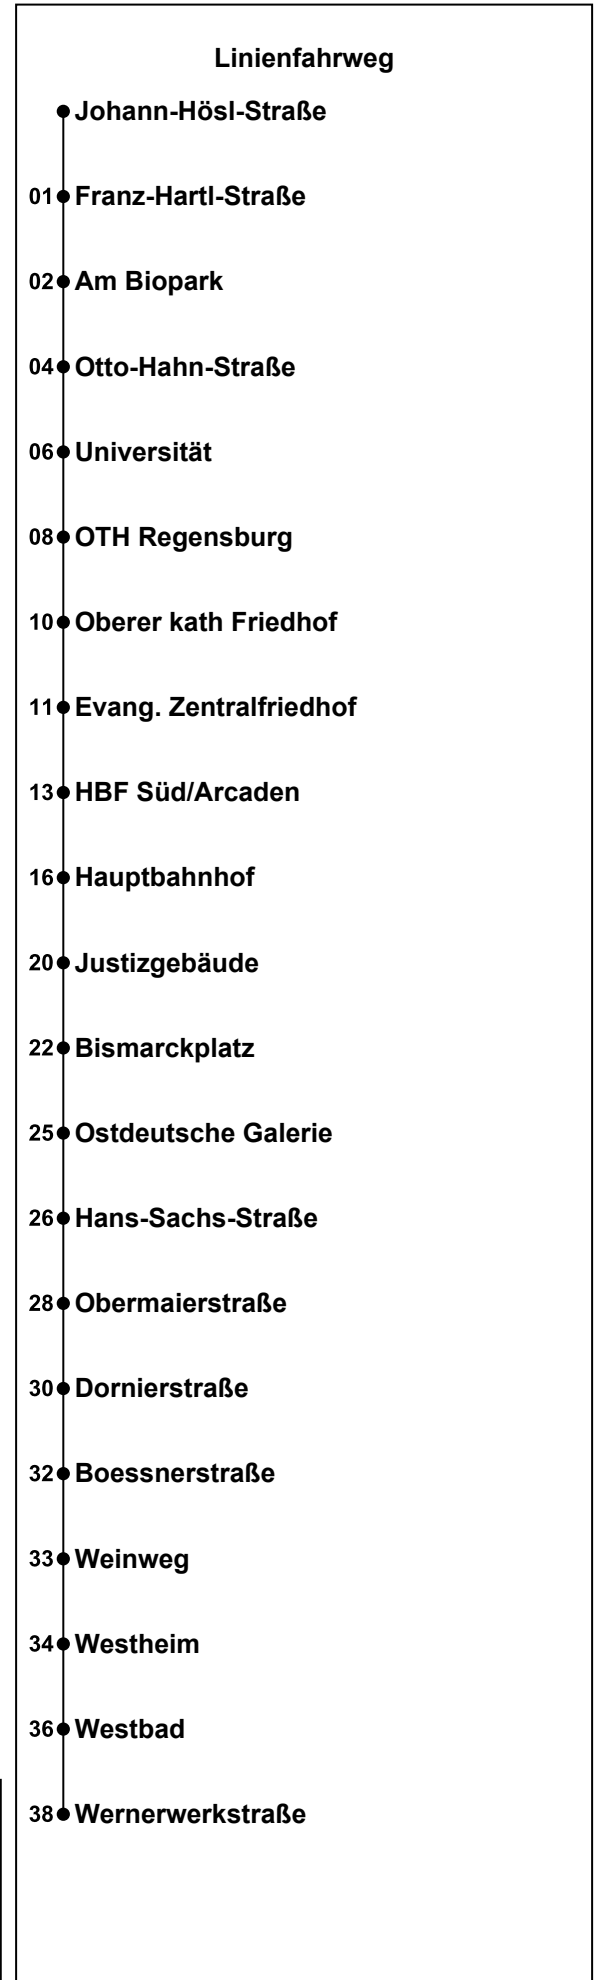 Linienfahrweg
Johann-Hösl-Straße
01 Franz-Hartl-Straße
02 Am Biopark
04 Otto-Hahn-Straße
06 Universität
08 OTH Regensburg
10 Oberer kath Friedhof
11 Evang. Zentralfriedhof
13 HBF Süd/Arcaden
16 Hauptbahnhof
20 Justizgebäude
22 Bismarckplatz
25 Ostdeutsche Galerie
26 Hans-Sachs-Straße
28 Obermaierstraße
30 Dornierstraße
32 Boessnerstraße
33 Weinweg
34 Westheim
36 Westbad
38 Wernerwerkstraße